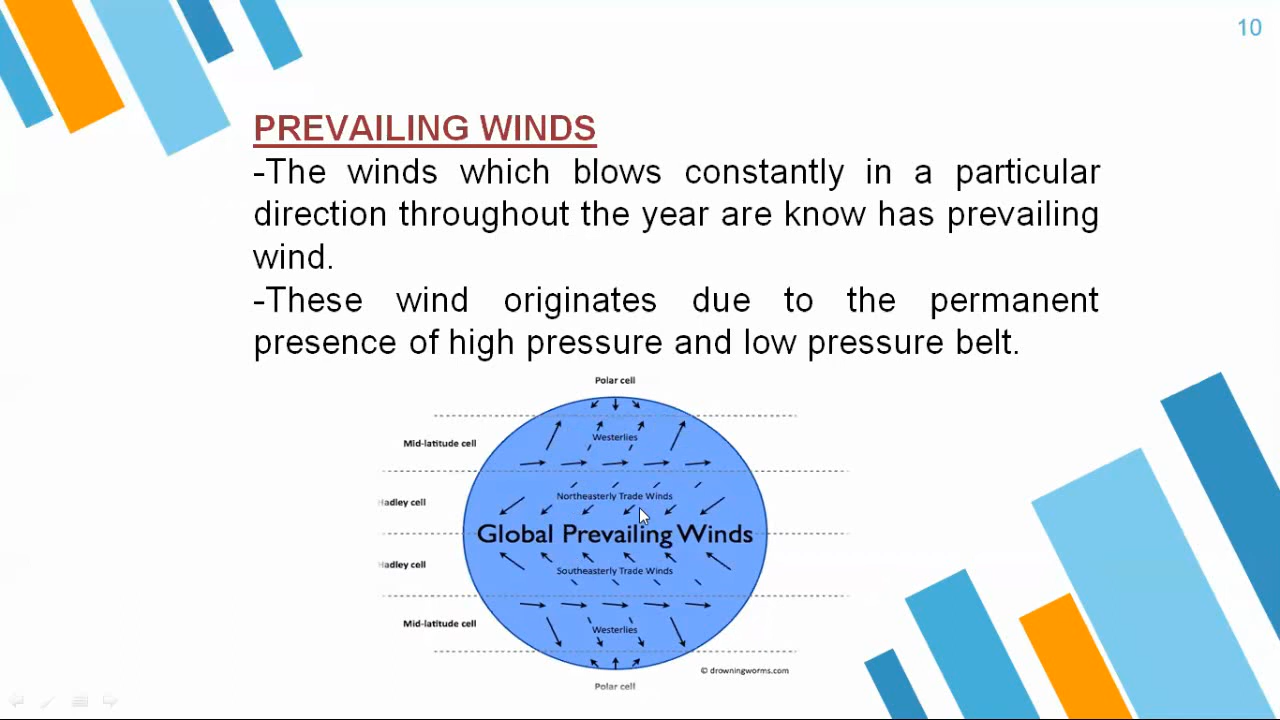 10
PREVAILING WINDS
-The winds which blows constantly in a particular
direction throughout the year are know has prevailing
wind.
-These wind originates due to the permanent
presence of high pressure and low pressure belt.
Polar cell
Westerlies
Mid-latitude cell
Northeasterly Trade Winds
Hadley cell
Global Prevailing Winds
Hadley cell
Southeasterly Trade Winds
Mid-latitude cell
Westerlies
© drowningworms.com
Polar cell